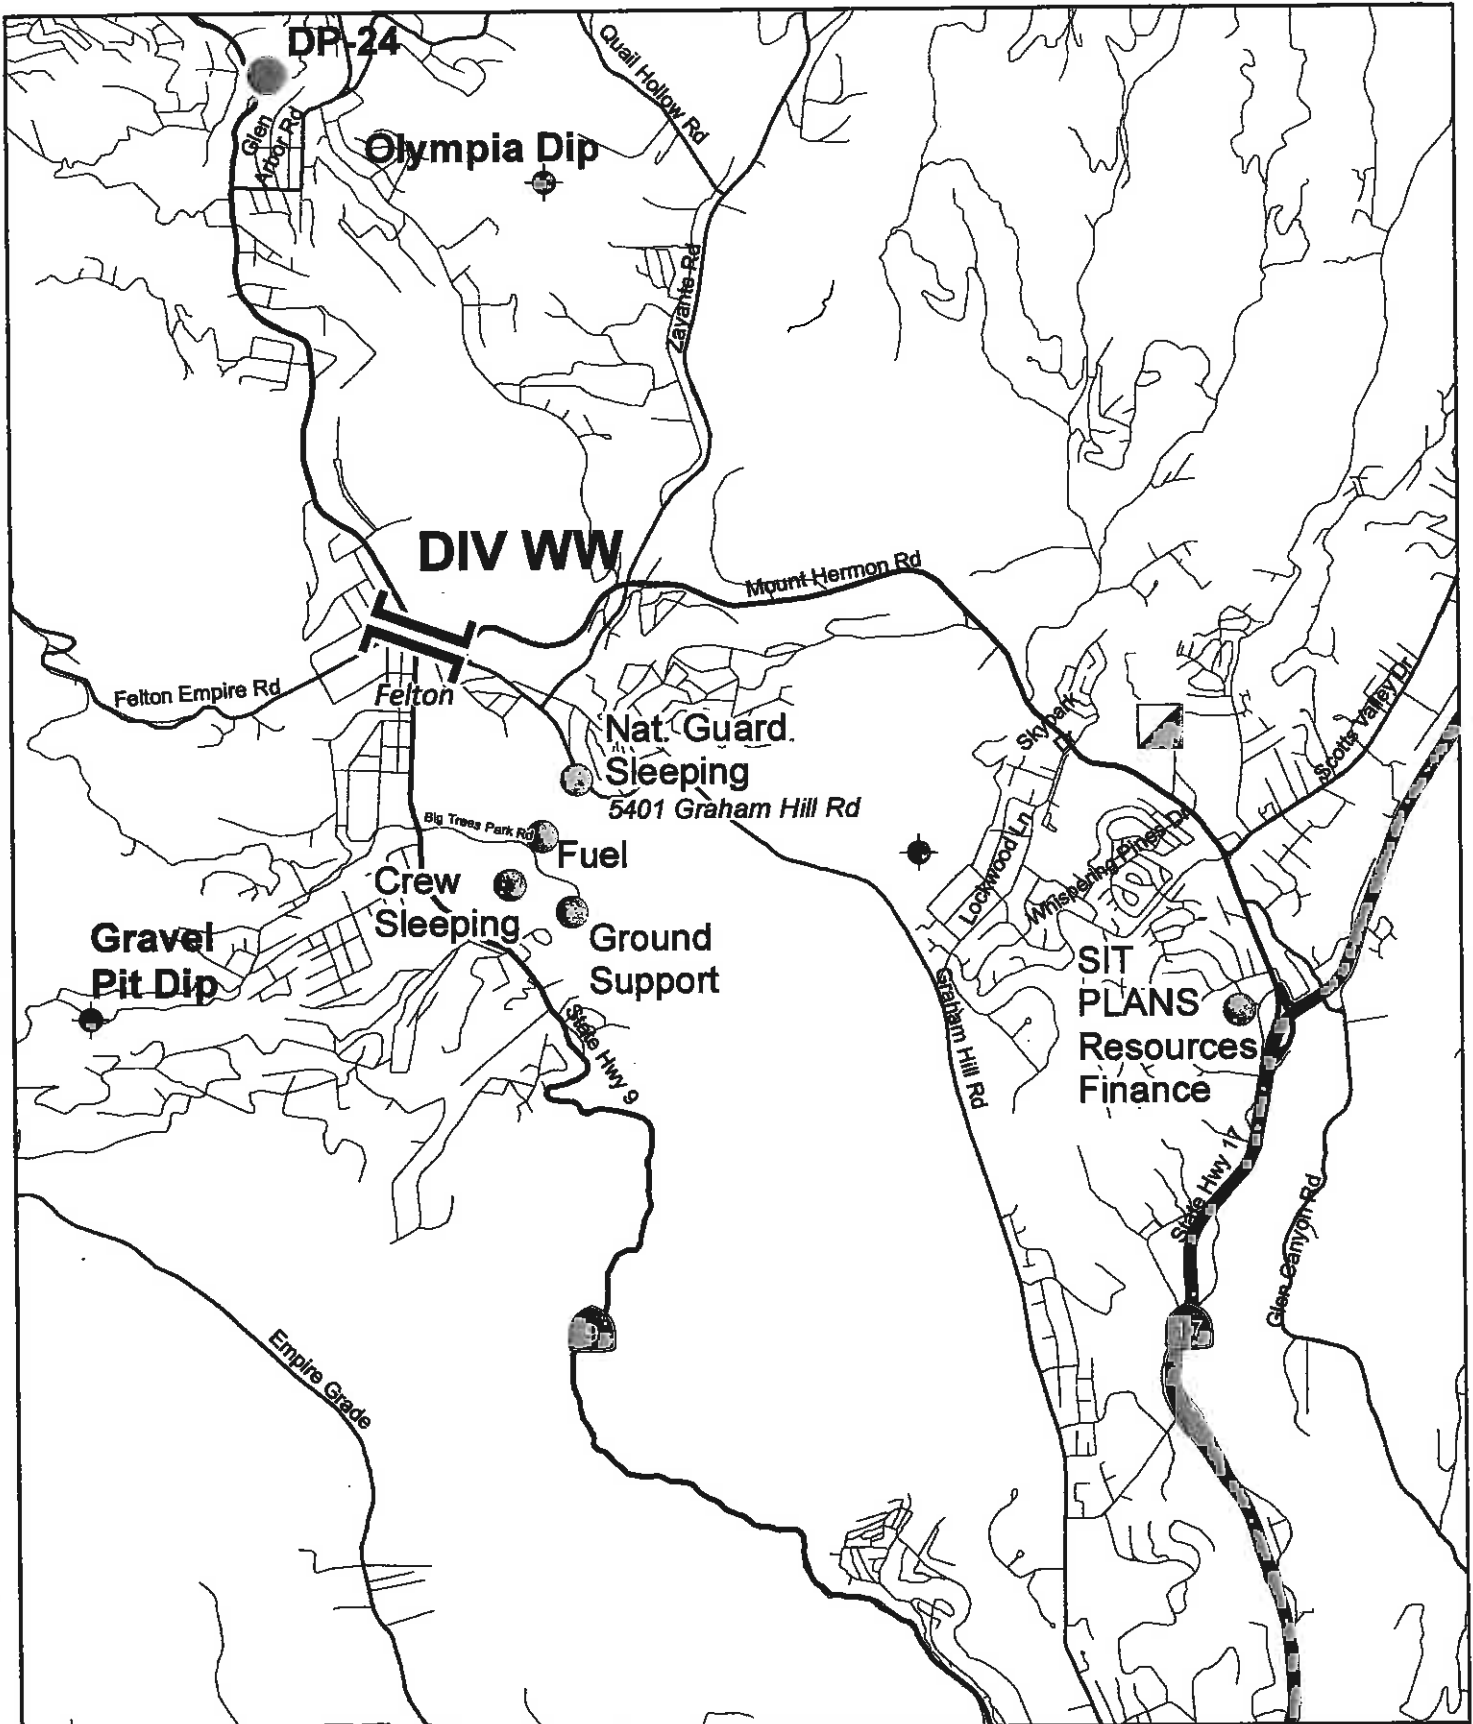 DP-24
Quail Hollow Rd
Glen
Arbor Rd
Olympia Dip
Zayante Rd
DIV WW
Mount Hermon Rd
Felton Empire Rd
Felton
Nat. Guard
Sleeping
5401 Graham Hill Rd
Skypark
Dr
Scotts Valley Dr
Big Trees Park Rd
Fuel
Lockwood Ln
Whispering Pines Dr
Crew
Sleeping
Gravel
Pit Dip
Ground
Support
SIT
PLANS
Resources
Finance
State Hwy 9
Graham Hill Rd
State Hwy 17
Glen Canyon Rd
9
17
Empire Grade